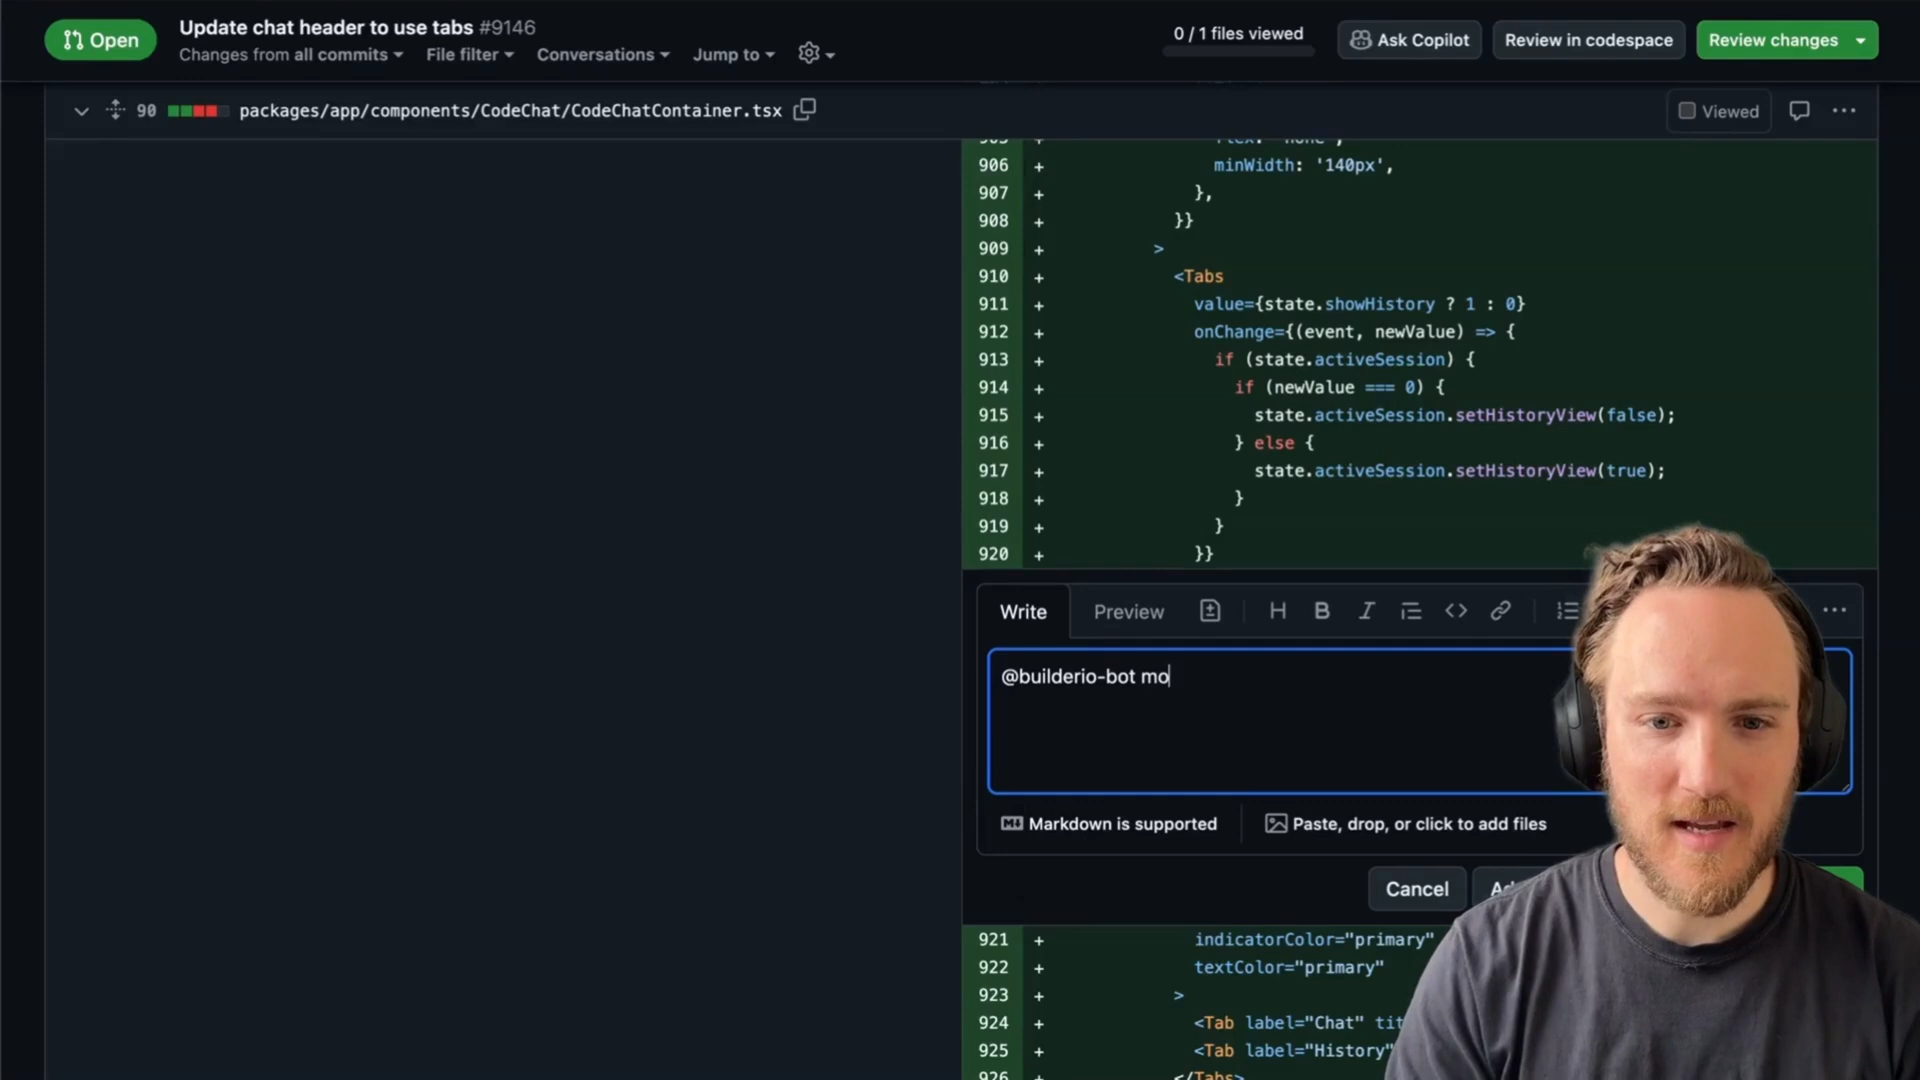 Open
Update chat header to use tabs #9146
Changes from all commits
File filter
Conversations
Jump to
0 / 1 files viewed
Ask Copilot
Review in codespace
Review changes
90
packages/app/components/CodeChat/CodeChatContainer.tsx
Viewed
906 + minWidth: '140px',
907 + },
908 + }}
909 + >
910 + <Tabs
911 + value={state.showHistory ? 1 : 0}
912 + onChange={(event, newValue) => {
913 + if (state.activeSession) {
914 + if (newValue === 0) {
915 + state.activeSession.setHistoryView(false);
916 + } else {
917 + state.activeSession.setHistoryView(true);
918 + }
919 + }
920 + }}
Write
Preview
H B I
@builderio-bot mo
Markdown is supported
Paste, drop, or click to add files
Cancel
921 + indicatorColor="primary"
922 + textColor="primary"
923 + >
924 + <Tab label="Chat" tit
925 + <Tab label="History"
926 + </Tabs>